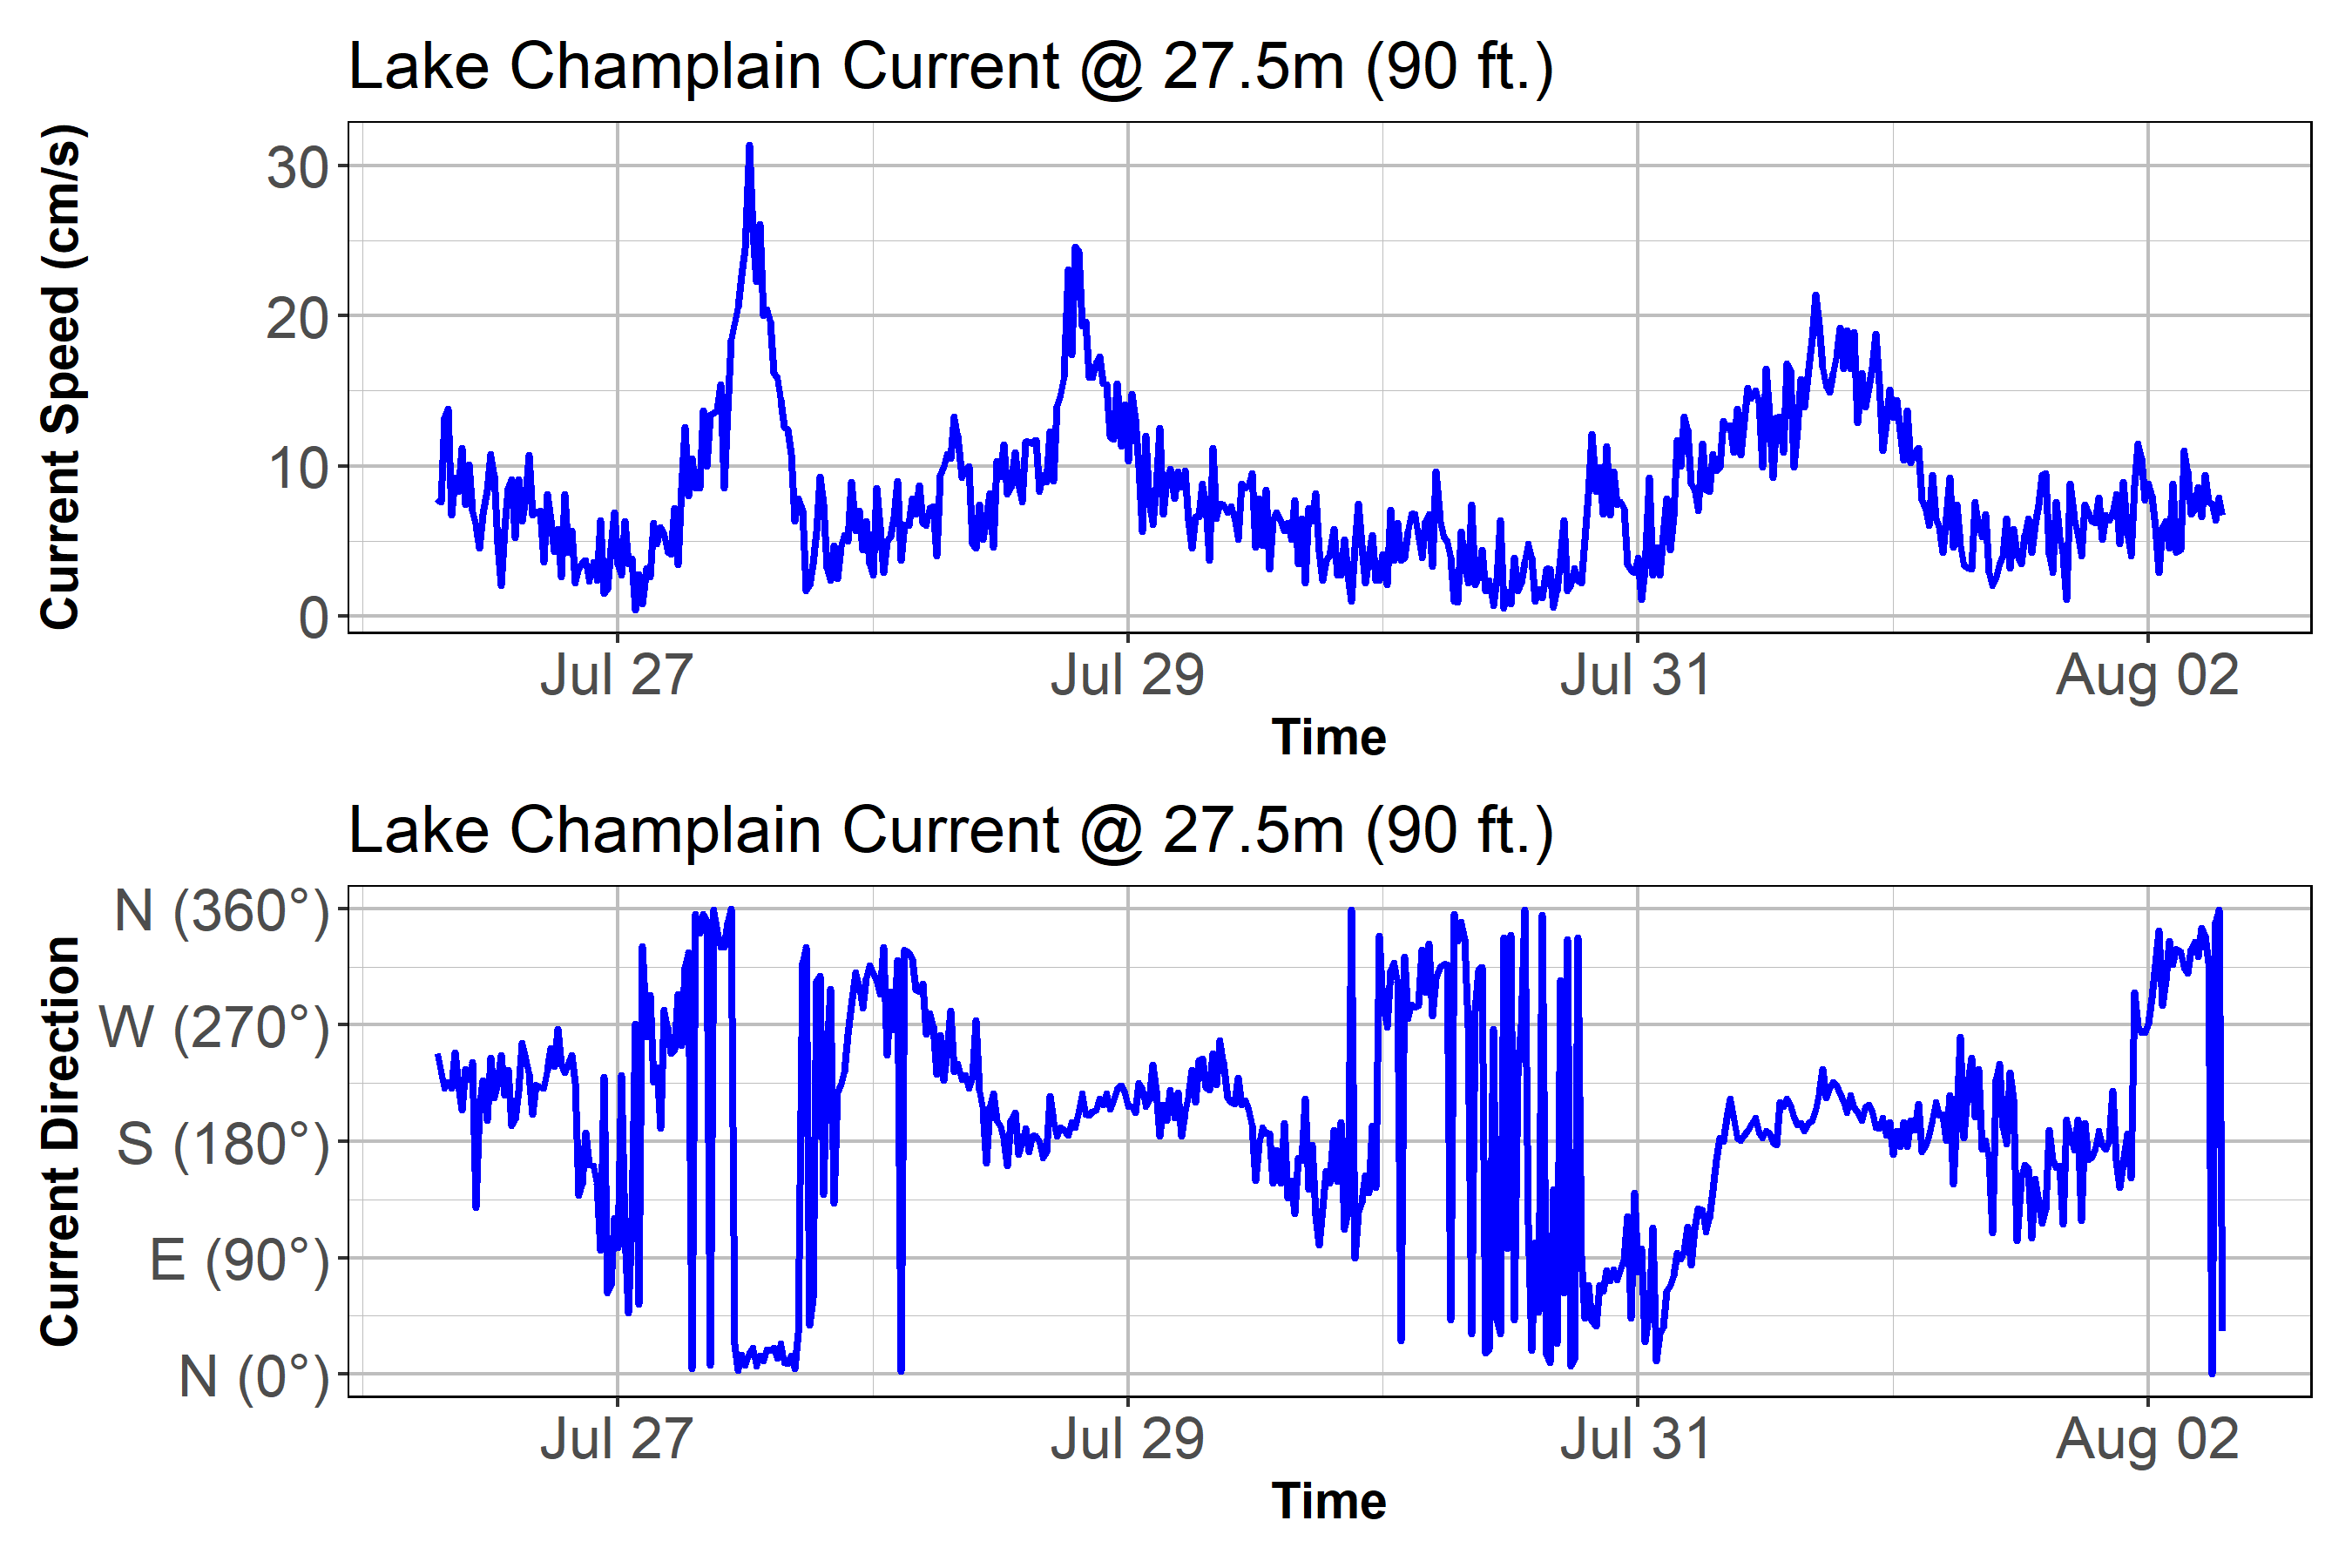 Lake Champlain Current @ 27.5m (90 ft.)
Current Speed (cm/s)
30
20
10
0
Jul 27 Jul 29 Jul 31 Aug 02
Time
Lake Champlain Current @ 27.5m (90 ft.)
Current Direction
N (360°)
W (270°)
S (180°)
E (90°)
N (0°)
Jul 27 Jul 29 Jul 31 Aug 02
Time